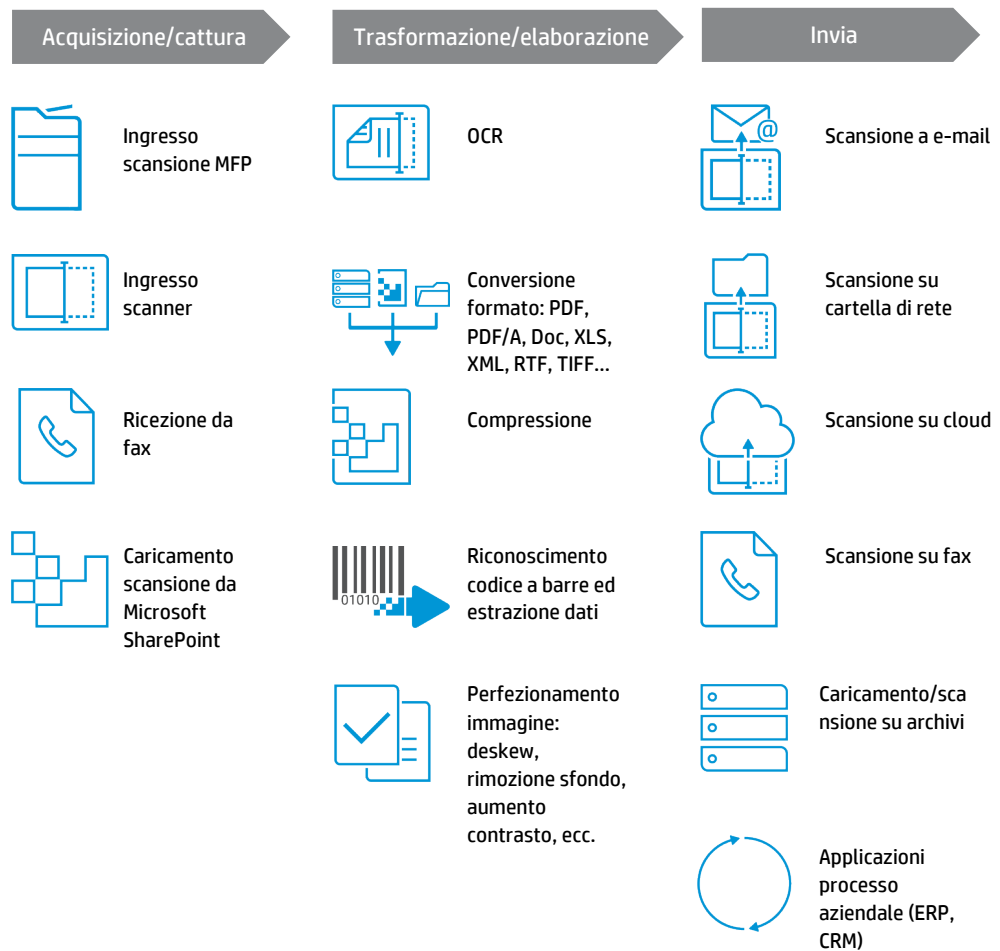 Acquisizione/cattura
Ingresso
scansione MFP
Ingresso
scanner
Ricezione da
fax
Caricamento
scansione da
Microsoft
SharePoint
Trasformazione/elaborazione
OCR
Conversione
formato: PDF,
PDF/A, Doc, XLS,
XML, RTF, TIFF...
Compressione
01010
Riconoscimento
codice a barre ed
estrazione dati
Perfezionamento
immagine:
deskew,
rimozione sfondo,
aumento
contrasto, ecc.
Invia
@
Scansione a e-mail
Scansione su
cartella di rete
Scansione su cloud
Scansione su fax
Caricamento/sca
nsione su archivi
Applicazioni
processo
aziendale (ERP,
CRM)